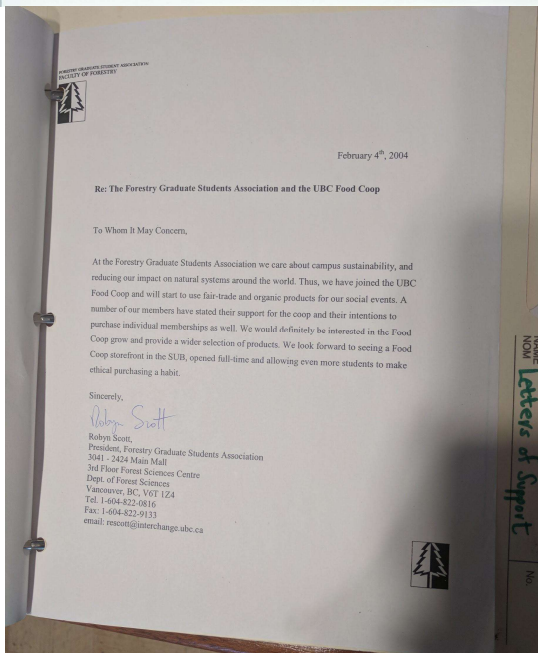 FORESTRY GRADUATE STUDENT ASSOCIATION
FACULTY OF FORESTRY
February 4th, 2004
Re: The Forestry Graduate Students Association and the UBC Food Coop
To Whom It May Concern,
At the Forestry Graduate Students Association we care about campus sustainability, and
reducing our impact on natural systems around the world. Thus, we have joined the UBC
Food Coop and will start to use fair-trade and organic products for our social events. A
number of our members have stated their support for the coop and their intentions to
purchase individual memberships as well. We would definitely be interested in the Food
Coop grow and provide a wider selection of products. We look forward to seeing a Food
Coop storefront in the SUB, opened full-time and allowing even more students to make
ethical purchasing a habit.
Sincerely,
Robyn Scott
Robyn Scott,
President, Forestry Graduate Students Association
3041 - 2424 Main Mall
3rd Floor Forest Sciences Centre
Dept. of Forest Sciences
Vancouver, BC, V6T 1Z4
Tel. 1-604-822-0816
Fax: 1-604-822-9133
email: rescott@interchange.ubc.ca
NAME
NOM
Letters of Support
No.